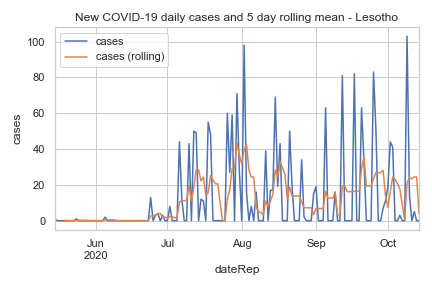 New COVID-19 daily cases and 5 day rolling mean - Lesotho
cases
cases (rolling)
100
80
60
40
20
0
cases
Jun
2020
Jul
Aug
Sep
Oct
dateRep